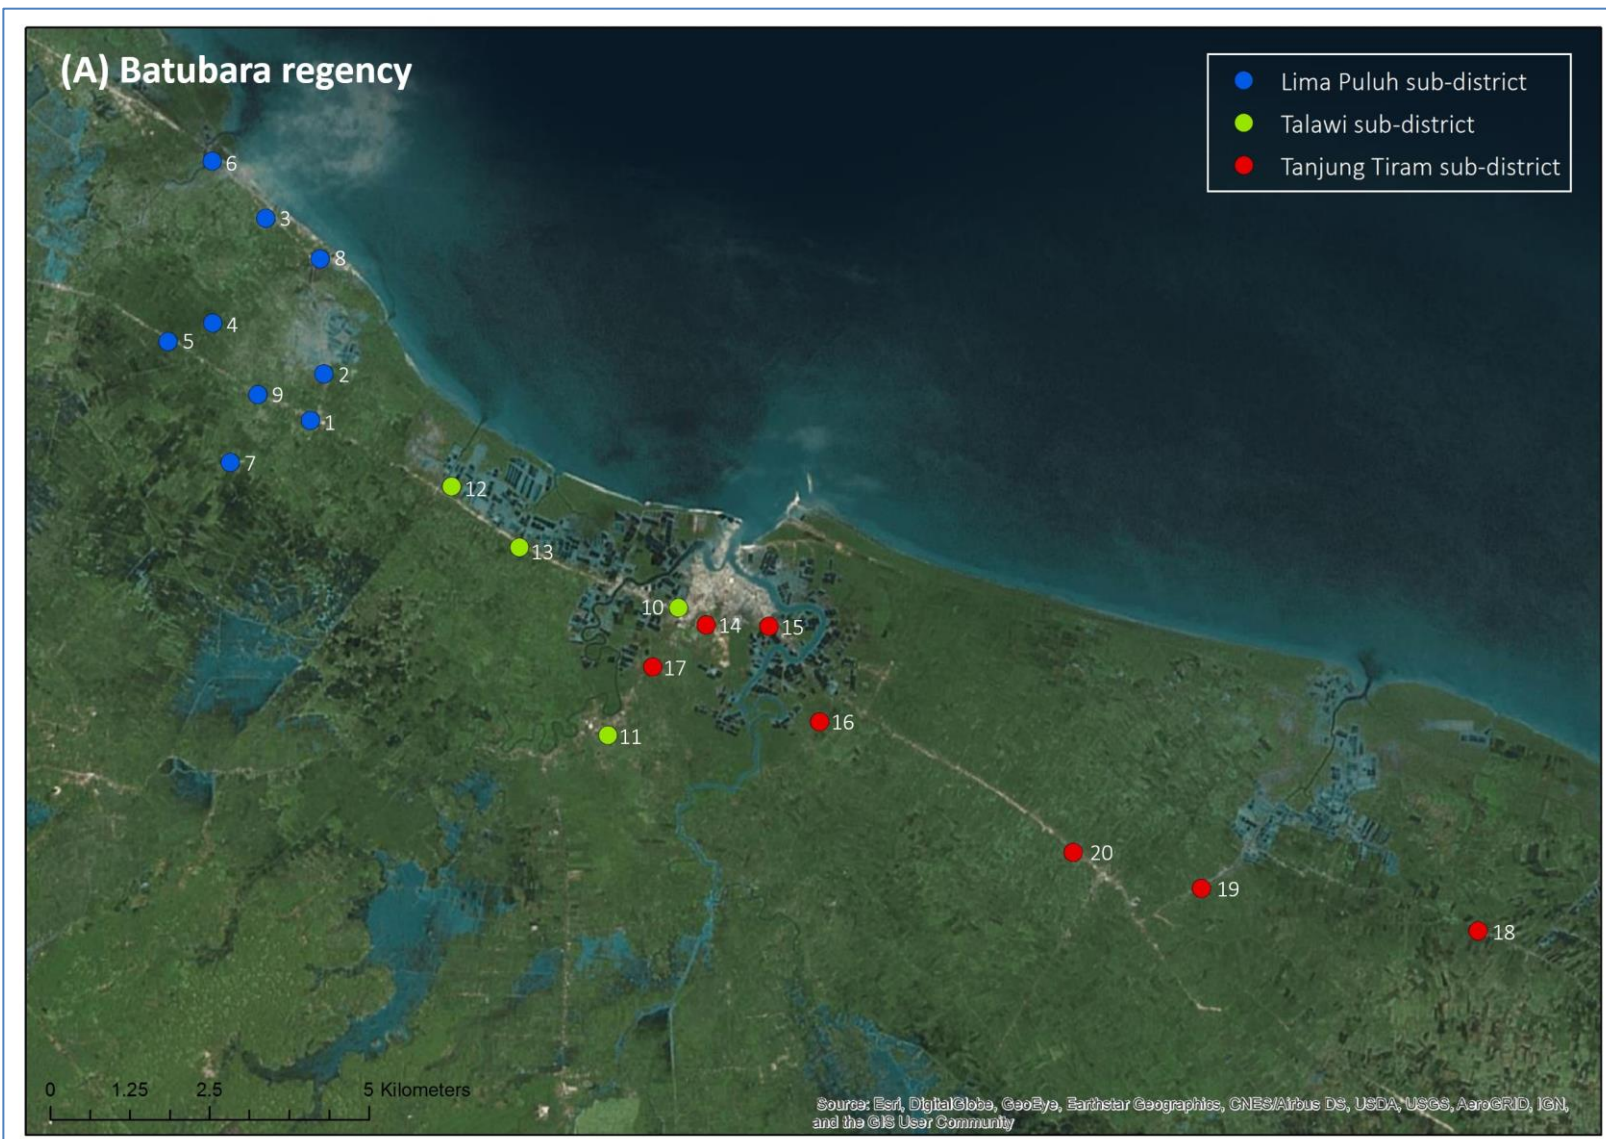 (A) Batubara regency
Lima Puluh sub-district
Talawi sub-district
Tanjung Tiram sub-district
6
3
8
4
5
2
9
1
7
12
13
10
14
15
17
16
11
20
19
18
0 1.25 2.5 5 Kilometers
Source: Esri, DigitalGlobe, GeoEye, Earthstar Geographics, CNES/Airbus DS, USDA, USGS, AeroGRID, IGN,
and the GIS User Community